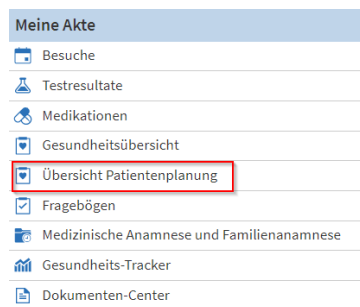 Meine Akte
Besuche
Testresultate
Medikationen
Gesundheitsübersicht
Übersicht Patientenplanung
Fragebögen
Medizinische Anamnese und Familienanamnese
Gesundheits-Tracker
Dokumenten-Center